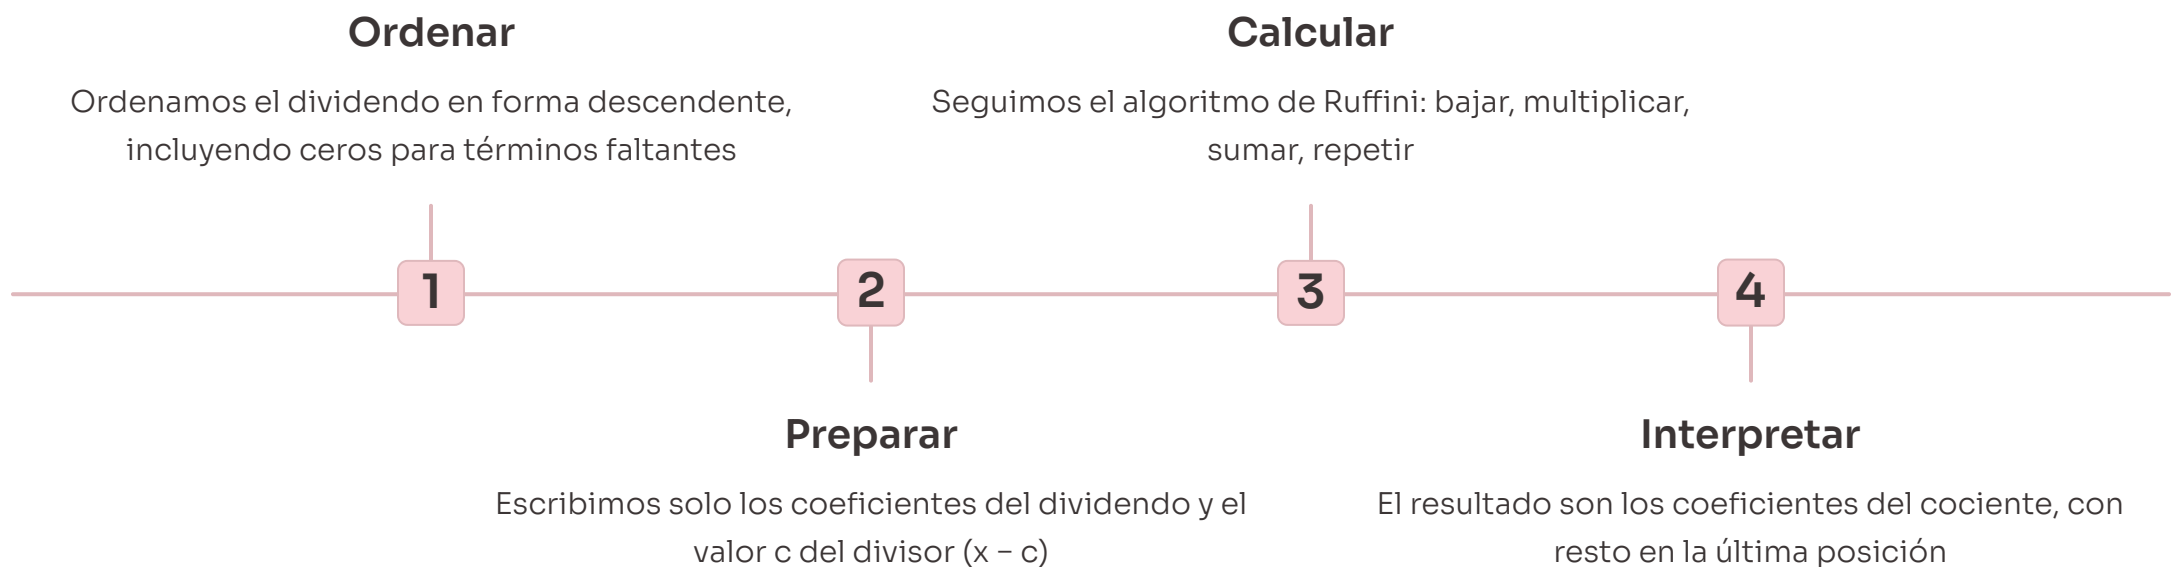 Ordenar
Ordenamos el dividendo en forma descendente,
incluyendo ceros para términos faltantes
1
2
Preparar
Escribimos solo los coeficientes del dividendo y el
valor c del divisor (x – c)
Calcular
Seguimos el algoritmo de Ruffini: bajar, multiplicar,
sumar, repetir
3
4
Interpretar
El resultado son los coeficientes del cociente, con
resto en la última posición